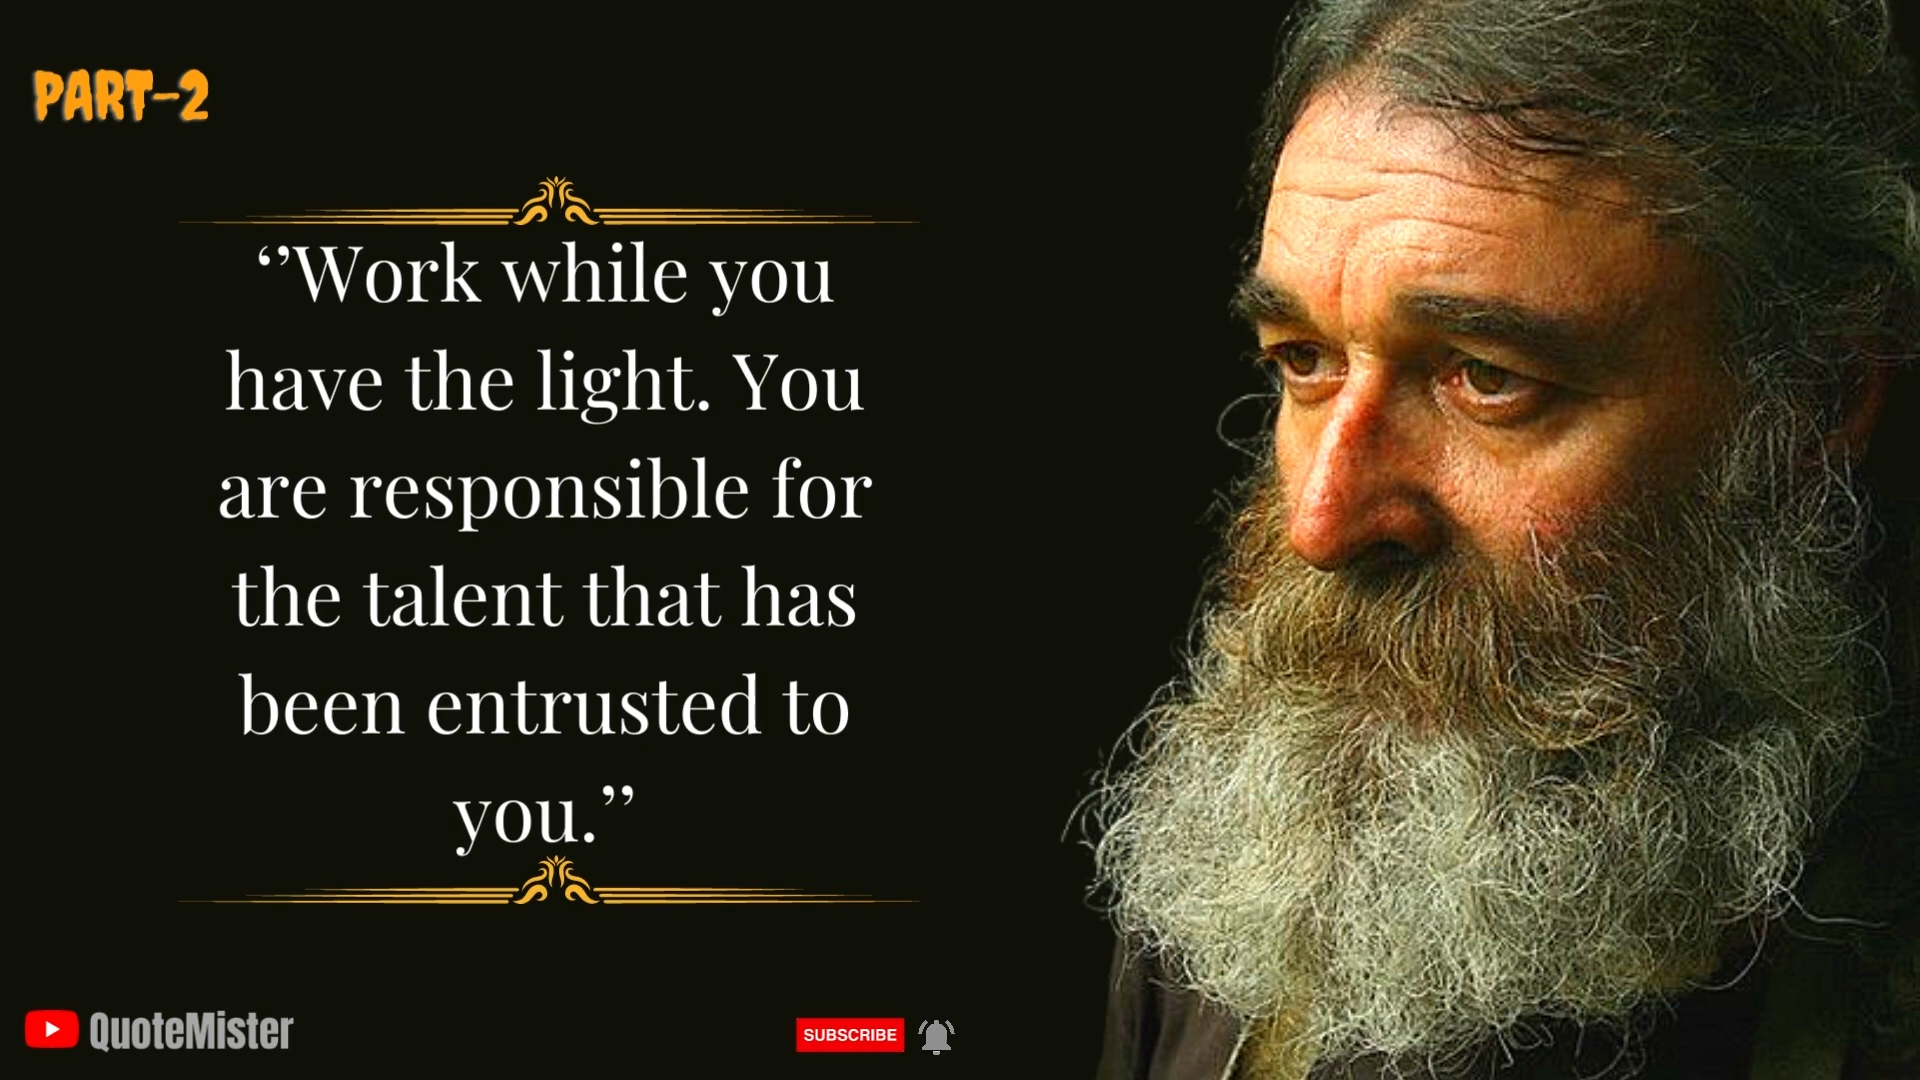 PART-2
‘’Work while you
have the light. You
are responsible for
the talent that has
been entrusted to
you.’’
QuoteMister
SUBSCRIBE